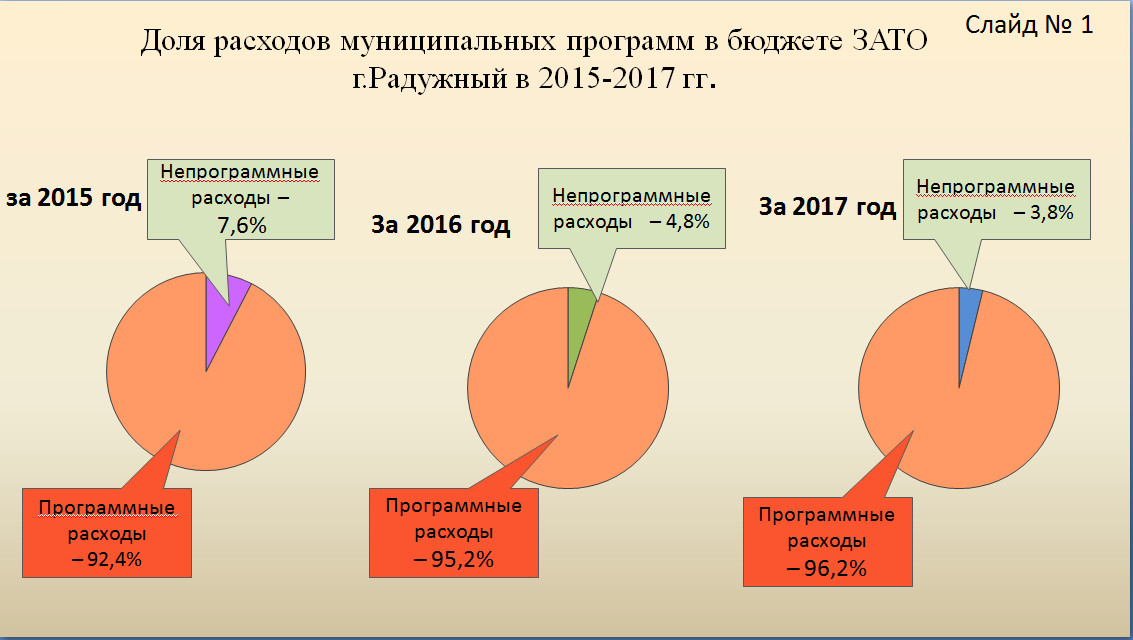 Слайд № 1
Доля расходов муниципальных программ в бюджете ЗАТО
г.Радужный в 2015-2017 гг.
за 2015 год
Непрограммные
расходы –
7,6%
Программные
расходы
– 92,4%
За 2016 год
Непрограммные
расходы – 4,8%
Программные
расходы
– 95,2%
За 2017 год
Непрограммные
расходы – 3,8%
Программные
расходы
– 96,2%